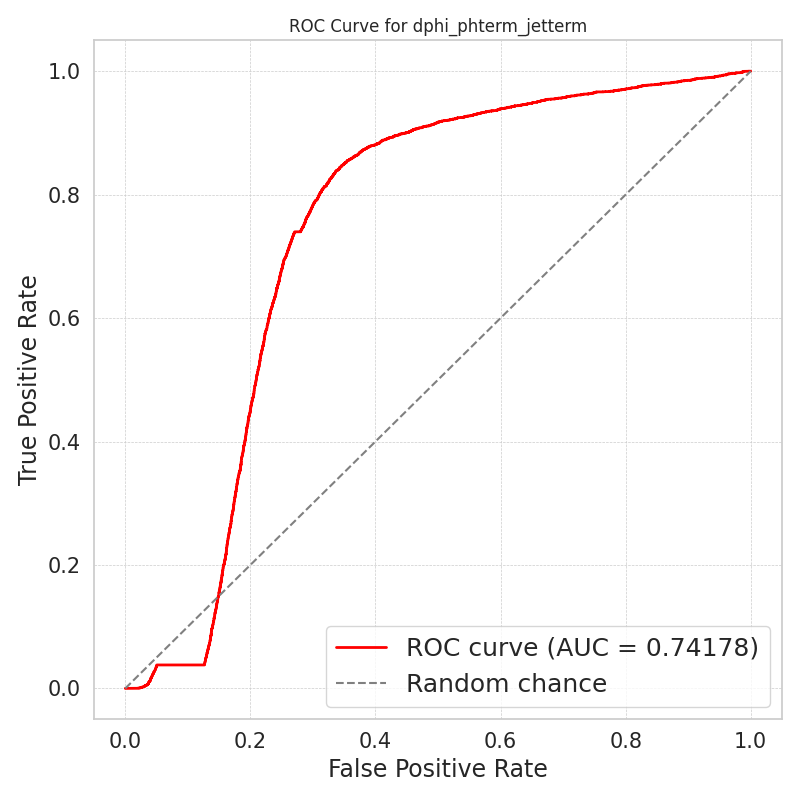 ROC Curve for dphi_phterm_jetterm
True Positive Rate
1.0
0.8
0.6
0.4
0.2
0.0
ROC curve (AUC = 0.74178)
Random chance
0.0 0.2 0.4 0.6 0.8 1.0
False Positive Rate